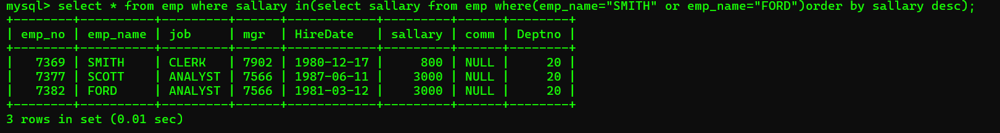 mysql> select * from emp where sallary in(select sallary from emp where(emp_name="SMITH" or emp_name="FORD")order by sallary desc);
+--------+----------+---------+------+------------+---------+------+--------+
| emp_no | emp_name | job     | mgr  | HireDate   | sallary | comm | Deptno |
+--------+----------+---------+------+------------+---------+------+--------+
|   7369 | SMITH    | CLERK   | 7902 | 1980-12-17 |     800 | NULL |     20 |
|   7377 | SCOTT    | ANALYST | 7566 | 1987-06-11 |    3000 | NULL |     20 |
|   7382 | FORD     | ANALYST | 7566 | 1981-03-12 |    3000 | NULL |     20 |
+--------+----------+---------+------+------------+---------+------+--------+
3 rows in set (0.01 sec)